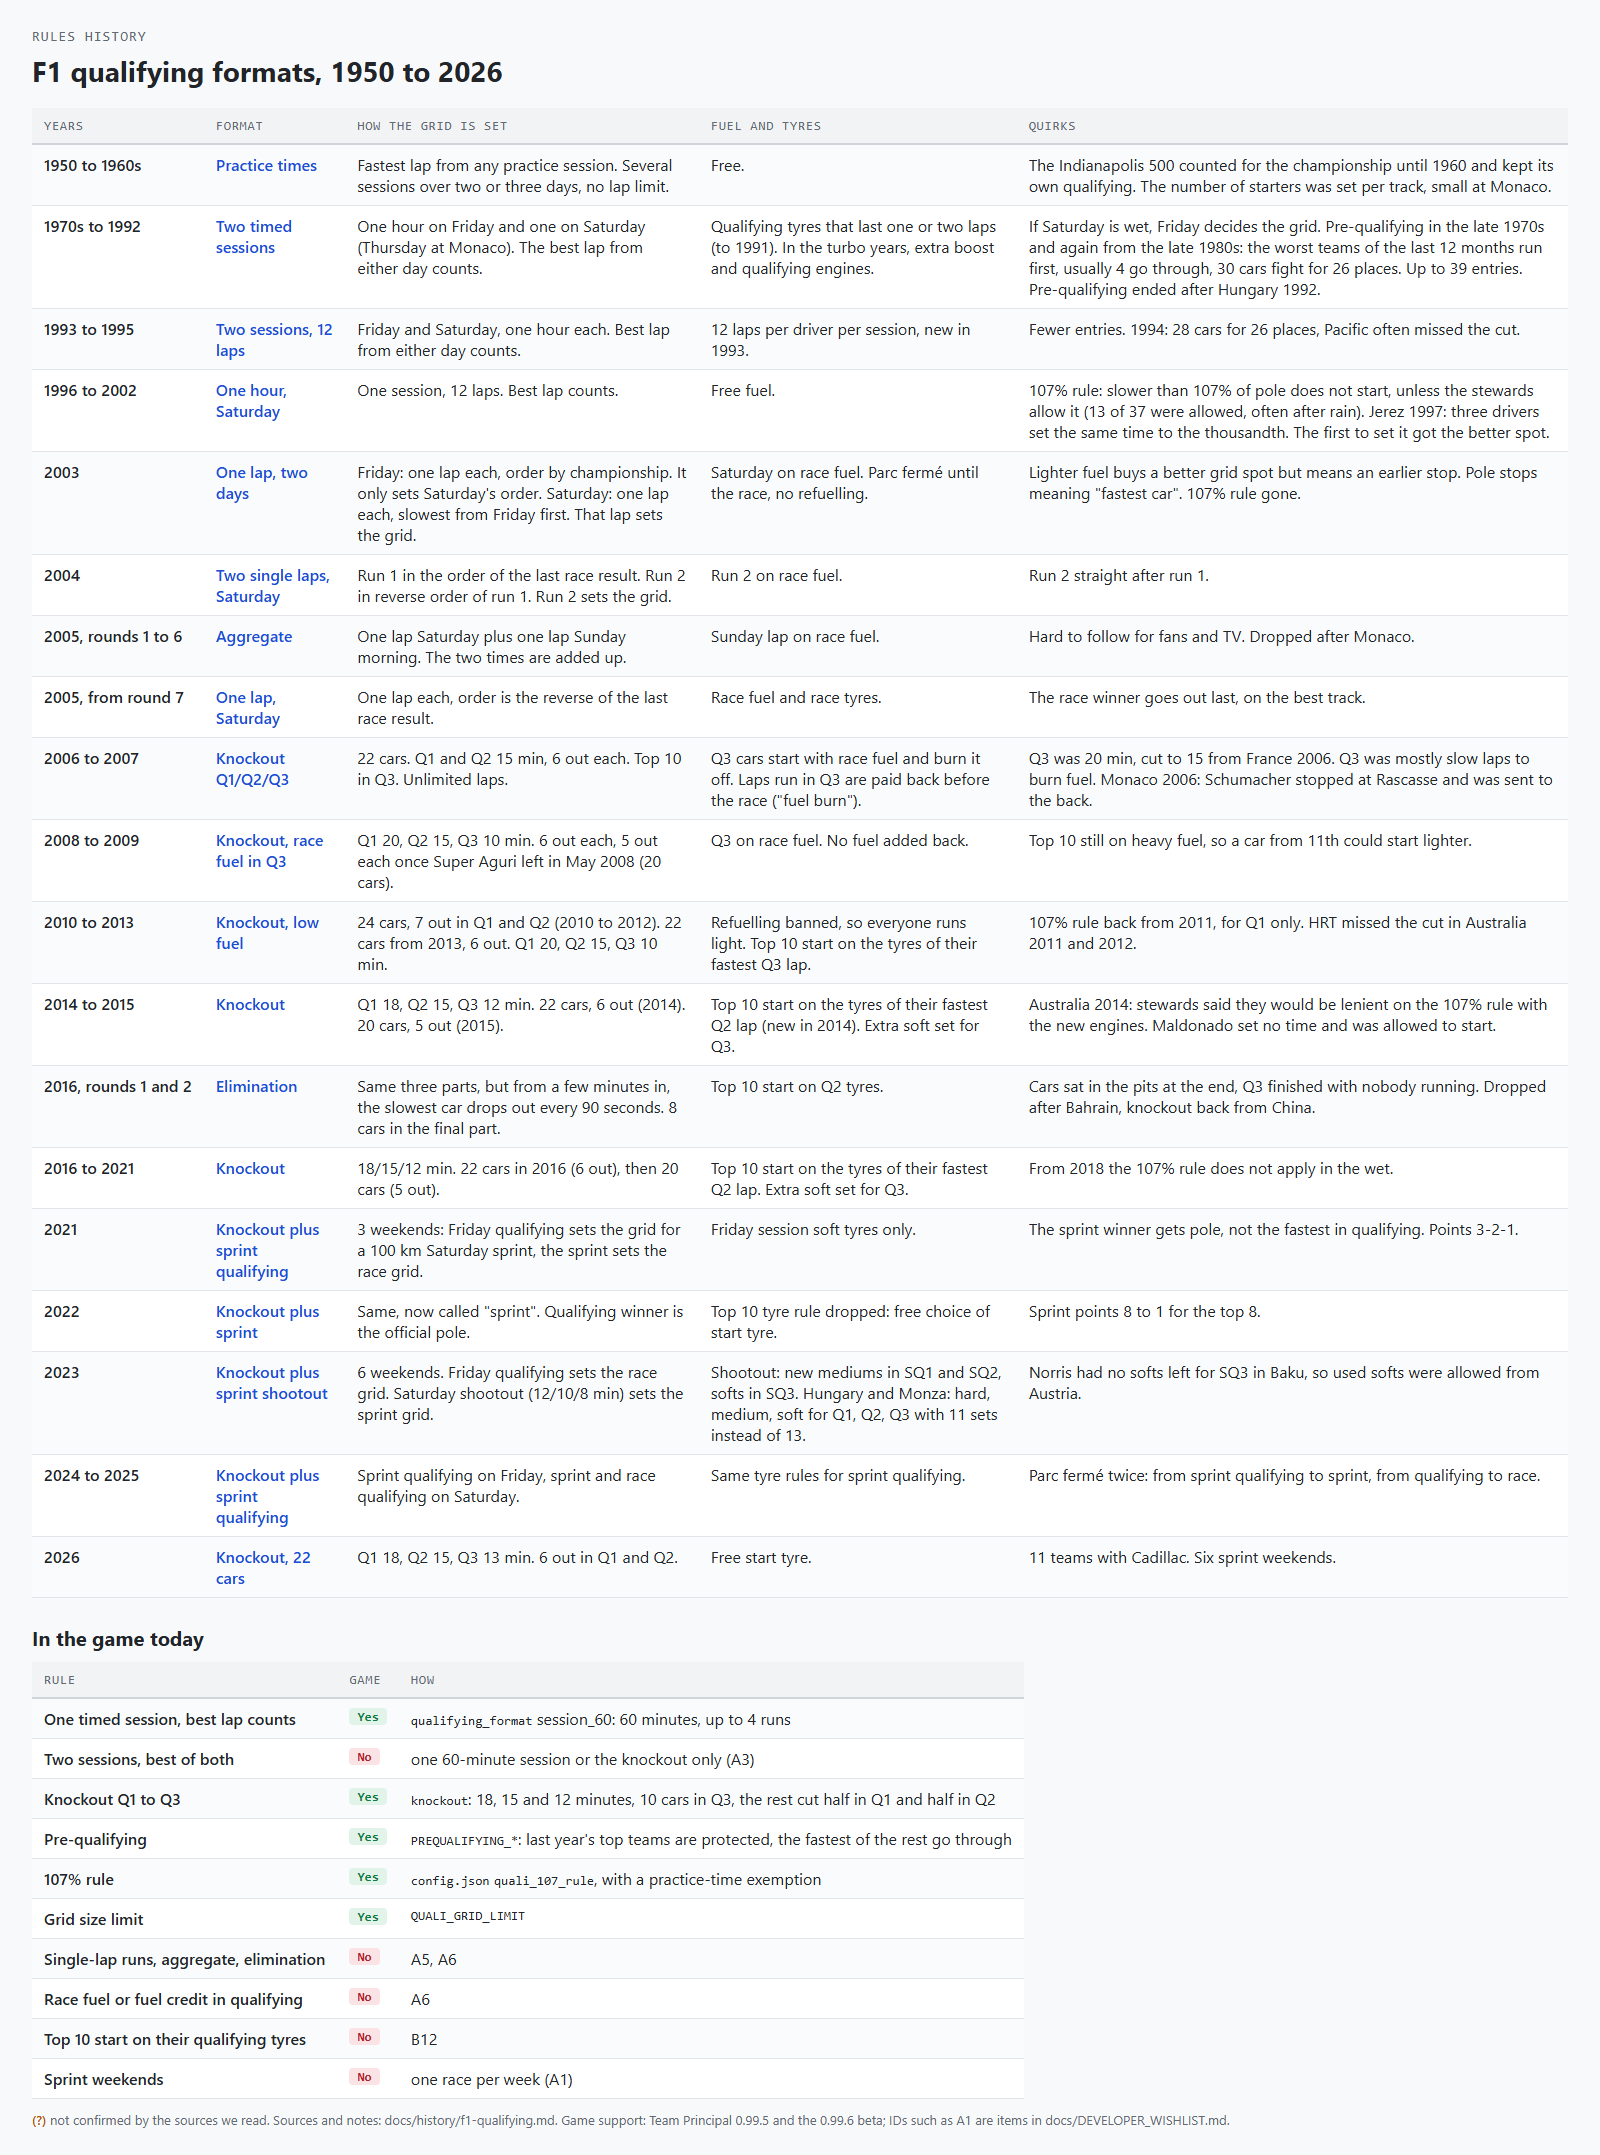 RULES HISTORY
F1 qualifying formats, 1950 to 2026
YEARS FORMAT HOW THE GRID IS SET FUEL AND TYRES QUIRKS
1950 to 1960s Practice times Fastest lap from any practice session. Several Free. The Indianapolis 500 counted for the championship until 1960 and kept its
sessions over two or three days, no lap limit. own qualifying. The number of starters was set per track, small at Monaco.
1970s to 1992 Two timed One hour on Friday and one on Saturday Qualifying tyres that last one or two laps If Saturday is wet, Friday decides the grid. Pre-qualifying in the late 1970s
sessions (Thursday at Monaco). The best lap from (to 1991). In the turbo years, extra boost and again from the late 1980s: the worst teams of the last 12 months run
either day counts. and qualifying engines. first, usually 4 go through, 30 cars fight for 26 places. Up to 39 entries.
Pre-qualifying ended after Hungary 1992.
1993 to 1995 Two sessions, 12 Friday and Saturday, one hour each. Best lap 12 laps per driver per session, new in Fewer entries. 1994: 28 cars for 26 places, Pacific often missed the cut.
laps from either day counts. 1993.
1996 to 2002 One hour, One session, 12 laps. Best lap counts. Free fuel. 107% rule: slower than 107% of pole does not start, unless the stewards
Saturday allow it (13 of 37 were allowed, often after rain). Jerez 1997: three drivers
set the same time to the thousandth. The first to set it got the better spot.
2003 One lap, two Friday: one lap each, order by championship. It Saturday on race fuel. Parc fermé until Lighter fuel buys a better grid spot but means an earlier stop. Pole stops
days only sets Saturday's order. Saturday: one lap the race, no refuelling. meaning "fastest car". 107% rule gone.
each, slowest from Friday first. That lap sets
the grid.
2004 Two single laps, Run 1 in the order of the last race result. Run 2 Run 2 on race fuel. Run 2 straight after run 1.
Saturday in reverse order of run 1. Run 2 sets the grid.
2005, rounds 1 to 6 Aggregate One lap Saturday plus one lap Sunday Sunday lap on race fuel. Hard to follow for fans and TV. Dropped after Monaco.
morning. The two times are added up.
2005, from round 7 One lap, One lap each, order is the reverse of the last Race fuel and race tyres. The race winner goes out last, on the best track.
Saturday race result.
2006 to 2007 Knockout 22 cars. Q1 and Q2 15 min, 6 out each. Top 10 Q3 cars start with race fuel and burn it Q3 was 20 min, cut to 15 from France 2006. Q3 was mostly slow laps to
Q1/Q2/Q3 in Q3. Unlimited laps. off. Laps run in Q3 are paid back before burn fuel. Monaco 2006: Schumacher stopped at Rascasse and was sent to
the race ("fuel burn"). the back.
2008 to 2009 Knockout, race Q1 20, Q2 15, Q3 10 min. 6 out each, 5 out Q3 on race fuel. No fuel added back. Top 10 still on heavy fuel, so a car from 11th could start lighter.
fuel in Q3 each once Super Aguri left in May 2008 (20
cars).
2010 to 2013 Knockout, low 24 cars, 7 out in Q1 and Q2 (2010 to 2012). 22 Refuelling banned, so everyone runs 107% rule back from 2011, for Q1 only. HRT missed the cut in Australia
fuel cars from 2013, 6 out. Q1 20, Q2 15, Q3 10 light. Top 10 start on the tyres of their 2011 and 2012.
min. fastest Q3 lap.
2014 to 2015 Knockout Q1 18, Q2 15, Q3 12 min. 22 cars, 6 out (2014). Top 10 start on the tyres of their fastest Australia 2014: stewards said they would be lenient on the 107% rule with
20 cars, 5 out (2015). Q2 lap (new in 2014). Extra soft set for the new engines. Maldonado set no time and was allowed to start.
Q3.
2016, rounds 1 and 2 Elimination Same three parts, but from a few minutes in, Top 10 start on Q2 tyres. Cars sat in the pits at the end, Q3 finished with nobody running. Dropped
the slowest car drops out every 90 seconds. 8 after Bahrain, knockout back from China.
cars in the final part.
2016 to 2021 Knockout 18/15/12 min. 22 cars in 2016 (6 out), then 20 Top 10 start on the tyres of their fastest From 2018 the 107% rule does not apply in the wet.
cars (5 out). Q2 lap. Extra soft set for Q3.
2021 Knockout plus 3 weekends: Friday qualifying sets the grid for Friday session soft tyres only. The sprint winner gets pole, not the fastest in qualifying. Points 3-2-1.
sprint a 100 km Saturday sprint, the sprint sets the
qualifying race grid.
2022 Knockout plus Same, now called "sprint". Qualifying winner is Top 10 tyre rule dropped: free choice of Sprint points 8 to 1 for the top 8.
sprint the official pole. start tyre.
2023 Knockout plus 6 weekends. Friday qualifying sets the race Shootout: new mediums in SQ1 and SQ2, Norris had no softs left for SQ3 in Baku, so used softs were allowed from
sprint shootout grid. Saturday shootout (12/10/8 min) sets the softs in SQ3. Hungary and Monza: hard, Austria.
sprint grid. medium, soft for Q1, Q2, Q3 with 11 sets
instead of 13.
2024 to 2025 Knockout plus Sprint qualifying on Friday, sprint and race Same tyre rules for sprint qualifying. Parc fermé twice: from sprint qualifying to sprint, from qualifying to race.
sprint qualifying on Saturday.
qualifying
2026 Knockout, 22 Q1 18, Q2 15, Q3 13 min. 6 out in Q1 and Q2. Free start tyre. 11 teams with Cadillac. Six sprint weekends.
cars
In the game today
RULE GAME HOW
One timed session, best lap counts Yes qualifying_format session_60: 60 minutes, up to 4 runs
Two sessions, best of both No one 60-minute session or the knockout only (A3)
Knockout Q1 to Q3 Yes knockout: 18, 15 and 12 minutes, 10 cars in Q3, the rest cut half in Q1 and half in Q2
Pre-qualifying Yes PREQUALIFYING_*: last year's top teams are protected, the fastest of the rest go through
107% rule Yes config.json quali_107_rule, with a practice-time exemption
Grid size limit Yes QUALI_GRID_LIMIT
Single-lap runs, aggregate, elimination No A5, A6
Race fuel or fuel credit in qualifying No A6
Top 10 start on their qualifying tyres No B12
Sprint weekends No one race per week (A1)
(?) not confirmed by the sources we read. Sources and notes: docs/history/f1-qualifying.md. Game support: Team Principal 0.99.5 and the 0.99.6 beta; IDs such as A1 are items in docs/DEVELOPER_WISHLIST.md.